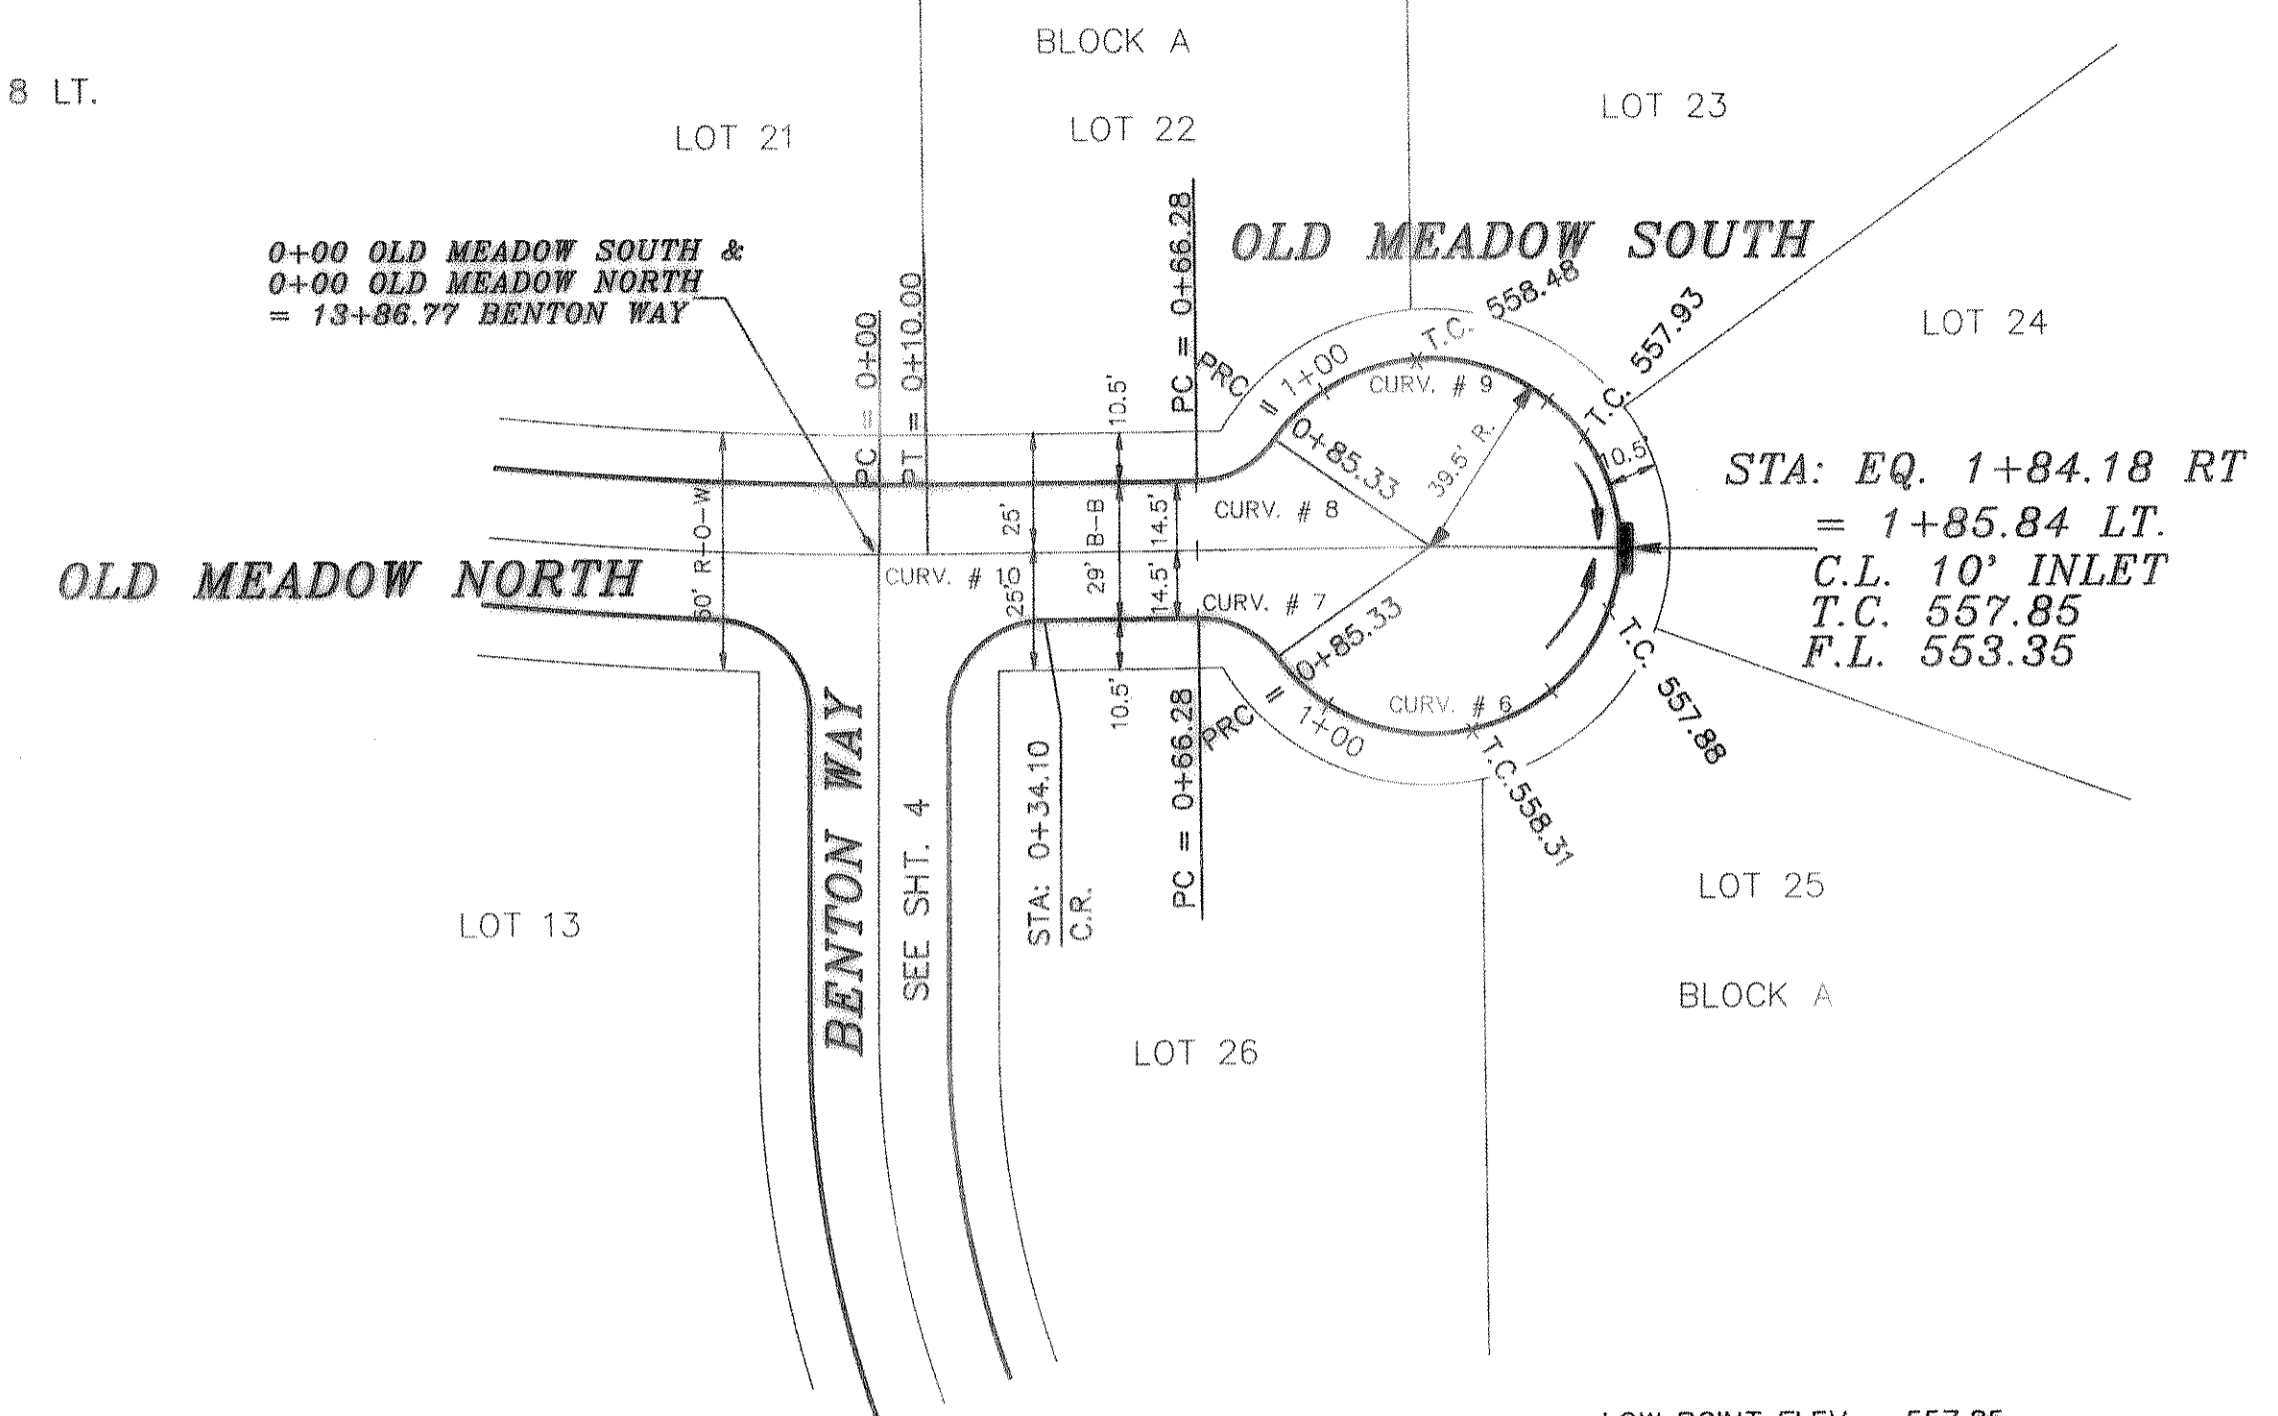 BLOCK A
8 LT.
LOT 21
LOT 22
LOT 23
0+00 OLD MEADOW SOUTH &
0+00 OLD MEADOW NORTH
= 13+86.77 BENTON WAY
PC = 0+00
PT = 0+10.00
PC = 0+66.28
OLD MEADOW SOUTH
LOT 24
T.C. 558.48
T.C. 557.93
PRC = 0+85.33
1+00
CURV. # 9
39.5' R.
10.5'
10.5'
STA: EQ. 1+84.18 RT
= 1+85.84 LT.
C.L. 10' INLET
T.C. 557.85
F.L. 553.35
CURV. # 8
OLD MEADOW NORTH
50' R-O-W
CURV. # 10
25'
25'
29' B-B
14.5'
14.5'
CURV. # 7
10.5'
PRC = 0+85.33
1+00
CURV. # 6
T.C. 557.88
T.C. 558.31
PC = 0+66.28
STA: 0+34.10
C.R.
BENTON WAY
SEE SHT. 4
LOT 13
LOT 25
BLOCK A
LOT 26
LOW POINT ELEV 557.85